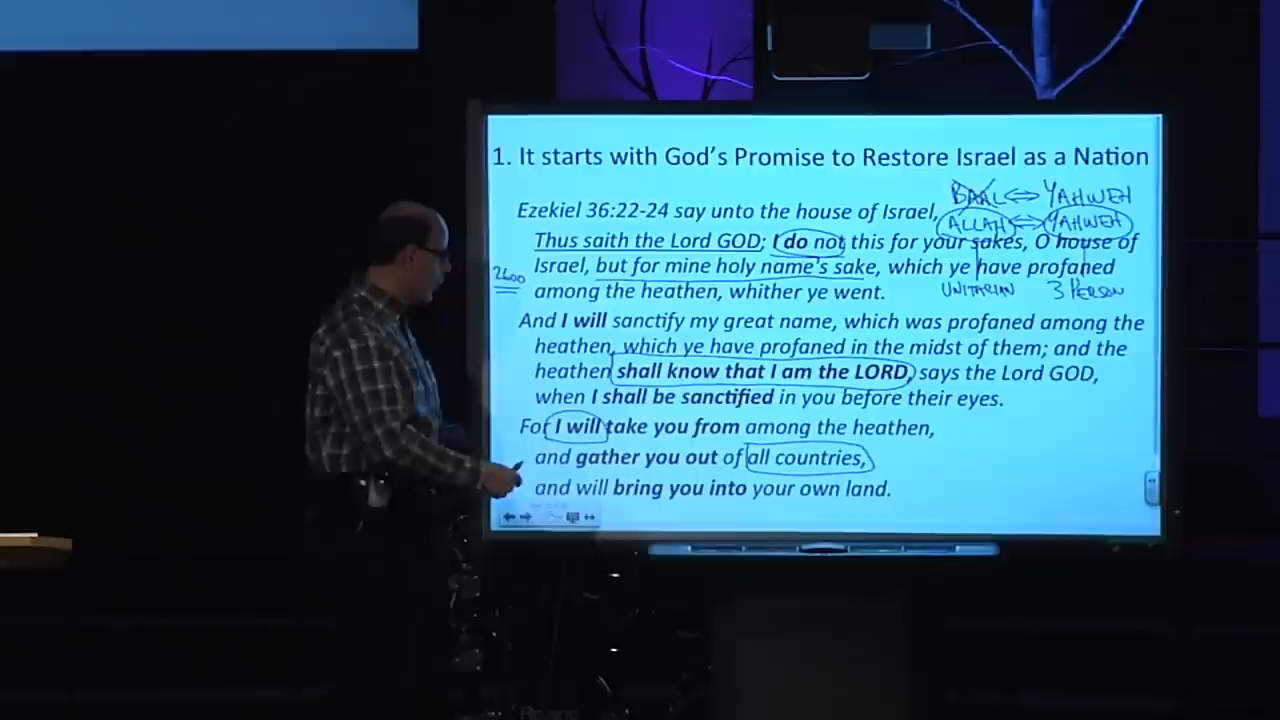 1. It starts with God's Promise to Restore Israel as a Nation
BAAL ⇔ YAHWEH
Ezekiel 36:22-24 say unto the house of Israel,
ALLAH ⇔ YAHWEH
Thus saith the Lord GOD; I do not this for your sakes, O house of
Israel, but for mine holy name's sake, which ye have profaned
2600
among the heathen, whither ye went.
UNITARIAN 3 PERSON
And I will sanctify my great name, which was profaned among the
heathen, which ye have profaned in the midst of them; and the
heathen shall know that I am the LORD, says the Lord GOD,
when I shall be sanctified in you before their eyes.
For I will take you from among the heathen,
and gather you out of all countries,
and will bring you into your own land.